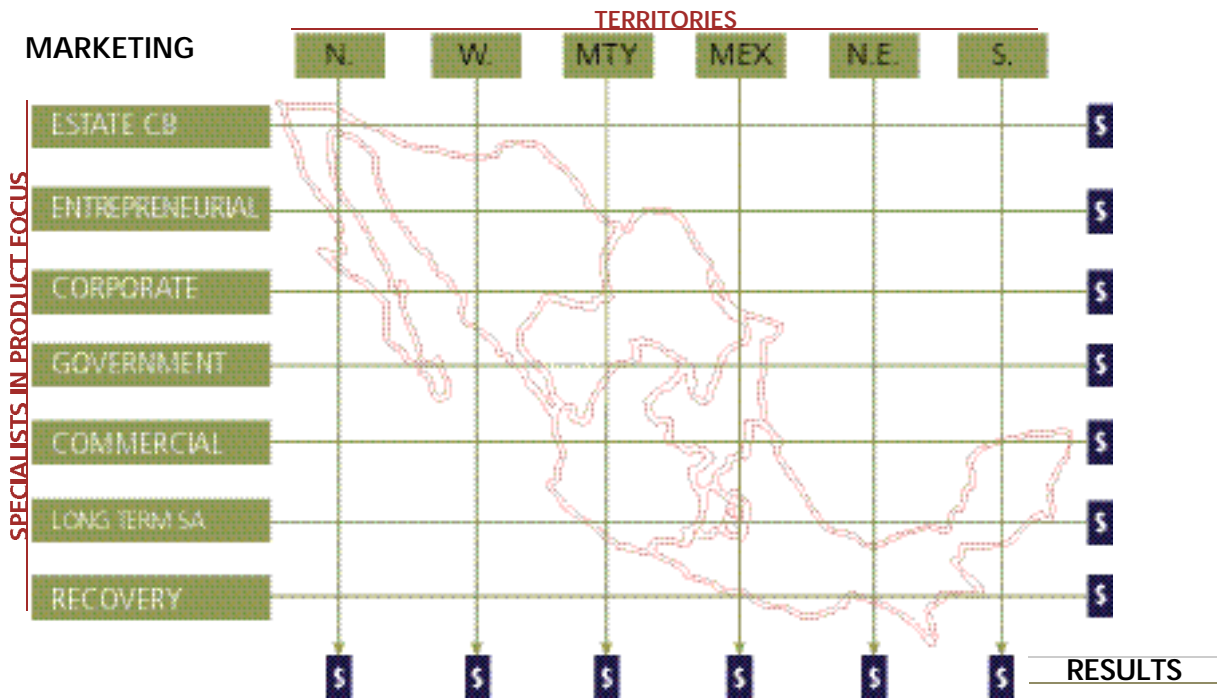 TERRITORIES
MARKETING
N. W. MTY MEX N.E. S.
SPECIALISTS IN PRODUCT FOCUS
ESTATE CB $
ENTREPRENEURIAL $
CORPORATE $
GOVERNMENT $
COMMERCIAL $
LONG TERM SA $
RECOVERY $
$ $ $ $ $ $ RESULTS